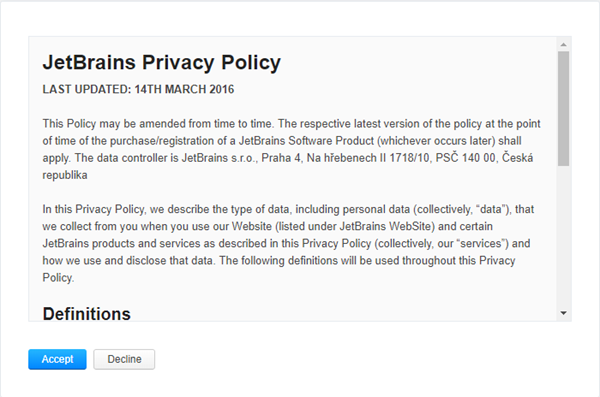 JetBrains Privacy Policy
LAST UPDATED: 14TH MARCH 2016
This Policy may be amended from time to time. The respective latest version of the policy at the point
of time of the purchase/registration of a JetBrains Software Product (whichever occurs later) shall
apply. The data controller is JetBrains s.r.o., Praha 4, Na hřebenech II 1718/10, PSČ 140 00, Česká
republika
In this Privacy Policy, we describe the type of data, including personal data (collectively, “data”), that
we collect from you when you use our Website (listed under JetBrains WebSite) and certain
JetBrains products and services as described in this Privacy Policy (collectively, our “services”) and
how we use and disclose that data. The following definitions will be used throughout this Privacy
Policy.
Definitions
Accept
Decline